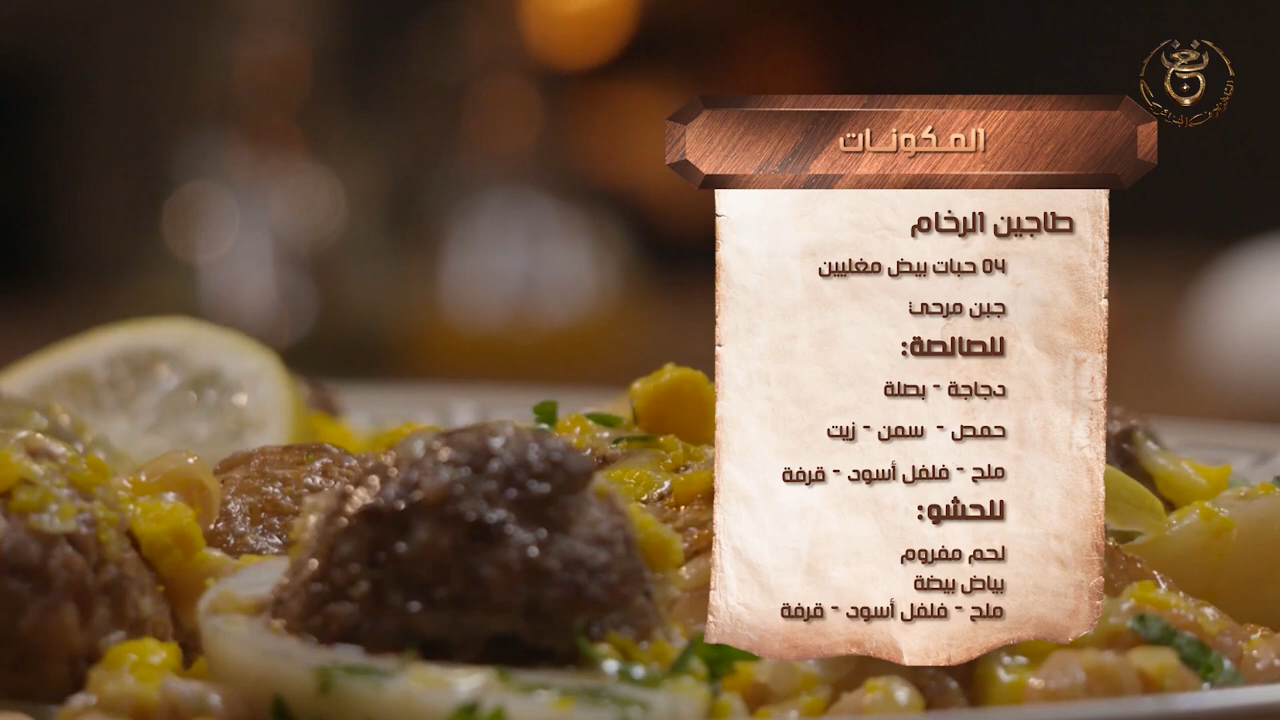 المكونات
طاجين الرخام
04 حبات بيض مغليين
جبن مرحي
للصالصة:
دجاجة - بصلة
حمص - سمن - زيت
ملح - فلفل أسود - قرفة
للحشو:
لحم مفروم
بياض بيضة
ملح - فلفل أسود - قرفة